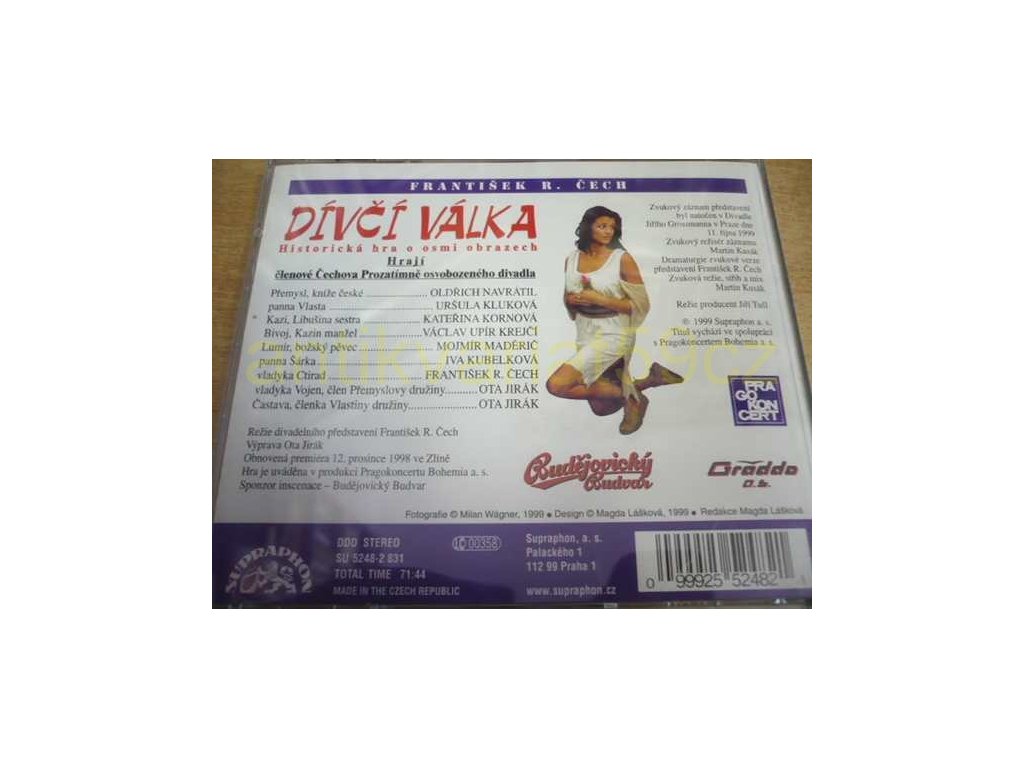 FRANTIŠEK R. ČECH
DÍVČÍ VÁLKA
Historická hra o osmi obrazech
Hrají
členové Čechova Prozatímně osvobozeného divadla
Přemysl, kníže české ..................... OLDŘICH NAVRÁTIL
panna Vlasta ..................... URŠULA KLUKOVÁ
Kazi, Libušina sestra ..................... KATEŘINA KORNOVÁ
Bivoj, Kazin manžel ..................... VÁCLAV UPÍR KREJČÍ
Lumír, božský pěvec ..................... MOJMÍR MADĚRIČ
panna Šárka ..................... IVA KUBELKOVÁ
vladyka Ctirad ..................... FRANTIŠEK R. ČECH
vladyka Vojen, člen Přemyslovy družiny........... OTA JIRÁK
Častava, členka Vlastiny družiny..................... OTA JIRÁK
Režie divadelního představení František R. Čech
Výprava Ota Jirák
Obnovená premiéra 12. prosince 1998 ve Zlíně
Hra je uváděna v produkci Pragokoncertu Bohemia a. s.
Sponzor inscenace – Budějovický Budvar
Zvukový záznam představení
byl natočen v Divadle
Jiřího Grossmanna v Praze dne
11. října 1999
Zvukový režisér záznamu
Martin Kusák
Dramaturgie zvukové verze
představení František R. Čech
Zvuková režie, střih a mix
Martin Kusák
Režie producent Jiří
℗ 1999 Supraphon a. s.
Titul vychází ve spolupráci
s Pragokoncertem Bohemia a. s.
PRA
GO
KON
CERT
Budějovický
Budvar
Graddo
a.s.
Fotografie © Milan Wágner, 1999 ● Design © Magda Lášková, 1999 ● Redakce Magda Lášková
SUPRAPHON
DDD STEREO
SU 5248-2 831
TOTAL TIME 71:44
MADE IN THE CZECH REPUBLIC
LC 00358
Supraphon, a. s.
Palackého 1
112 99 Praha 1
www.supraphon.cz
0 99925 52482 1